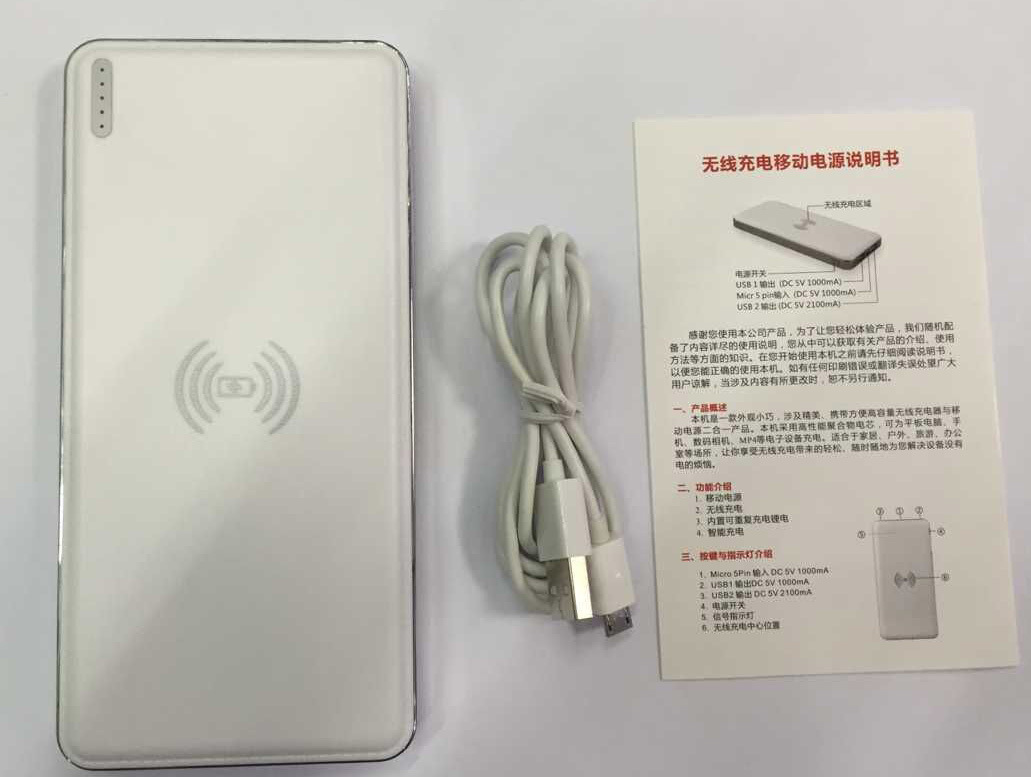 无线充电移动电源说明书
无线充电区域
电源开关
USB 1 输出 (DC 5V 1000mA)
Micr 5 pin输入 (DC 5V 1000mA)
USB 2 输出 (DC 5V 2100mA)
感谢您使用本公司产品，为了让您轻松体验产品，我们随机配
备了内容详尽的使用说明，您从中可以获取有关产品的介绍、使用
方法等方面的知识。在您开始使用本机之前请先仔细阅读说明书，
以便您能正确的使用本机。如有任何印刷错误或翻译失误处望广大
用户谅解，当涉及内容有所更改时，恕不另行通知。
一、产品概述
本机是一款外观小巧，涉及精美、携带方便高容量无线充电器与移
动电源二合一产品。本机采用高性能聚合物电芯，可为平板电脑、手
机、数码相机、MP4等电子设备充电。适合于家居、户外、旅游、办公
室等场所，让你享受无线充电带来的轻松、随时随地为您解决设备没有
电的烦恼。
二、功能介绍
1. 移动电源
2. 无线充电
3. 内置可重复充电锂电
4. 智能充电
③ ① ②
④
⑤
⑥
三、按键与指示灯介绍
1. Micro 5Pin 输入 DC 5V 1000mA
2. USB1 输出DC 5V 1000mA
3. USB2 输出 DC 5V 2100mA
4. 电源开关
5. 信号指示灯
6. 无线充电中心位置